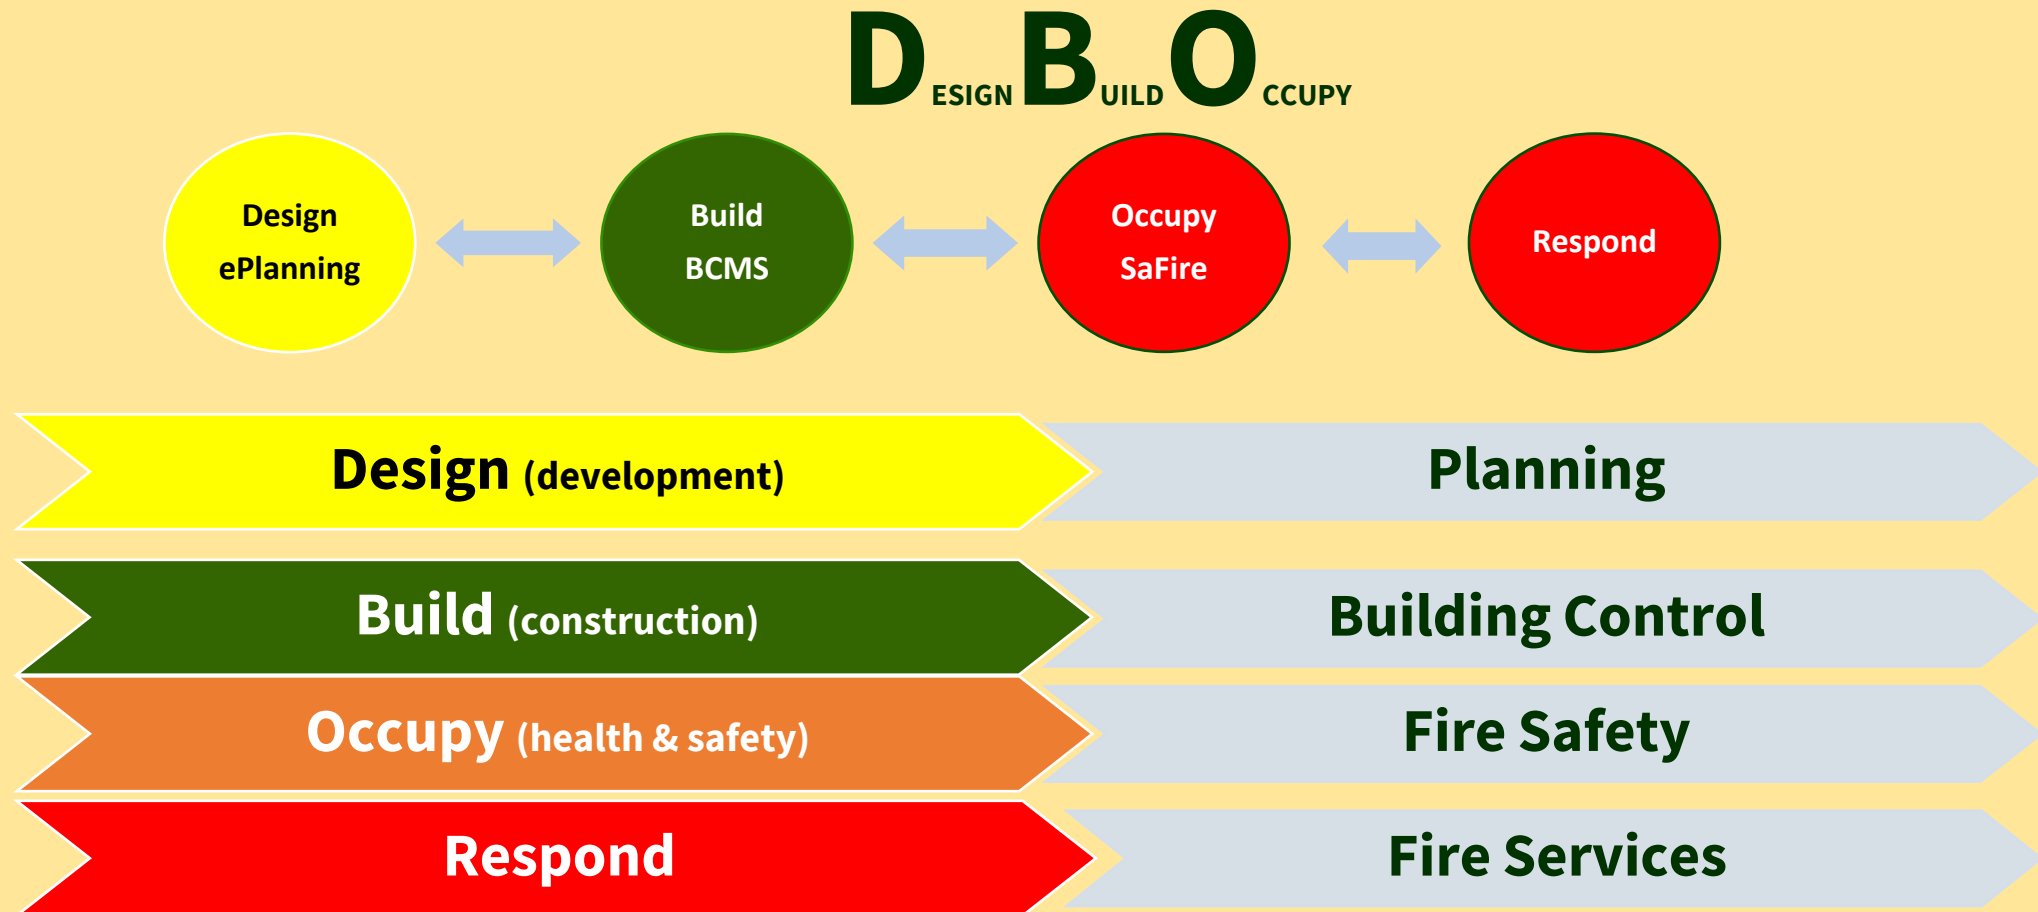 DESIGN BUILD OCCUPY
Design
ePlanning
Build
BCMS
Occupy
SaFire
Respond
Design (development)
Planning
Build (construction)
Building Control
Occupy (health & safety)
Fire Safety
Respond
Fire Services